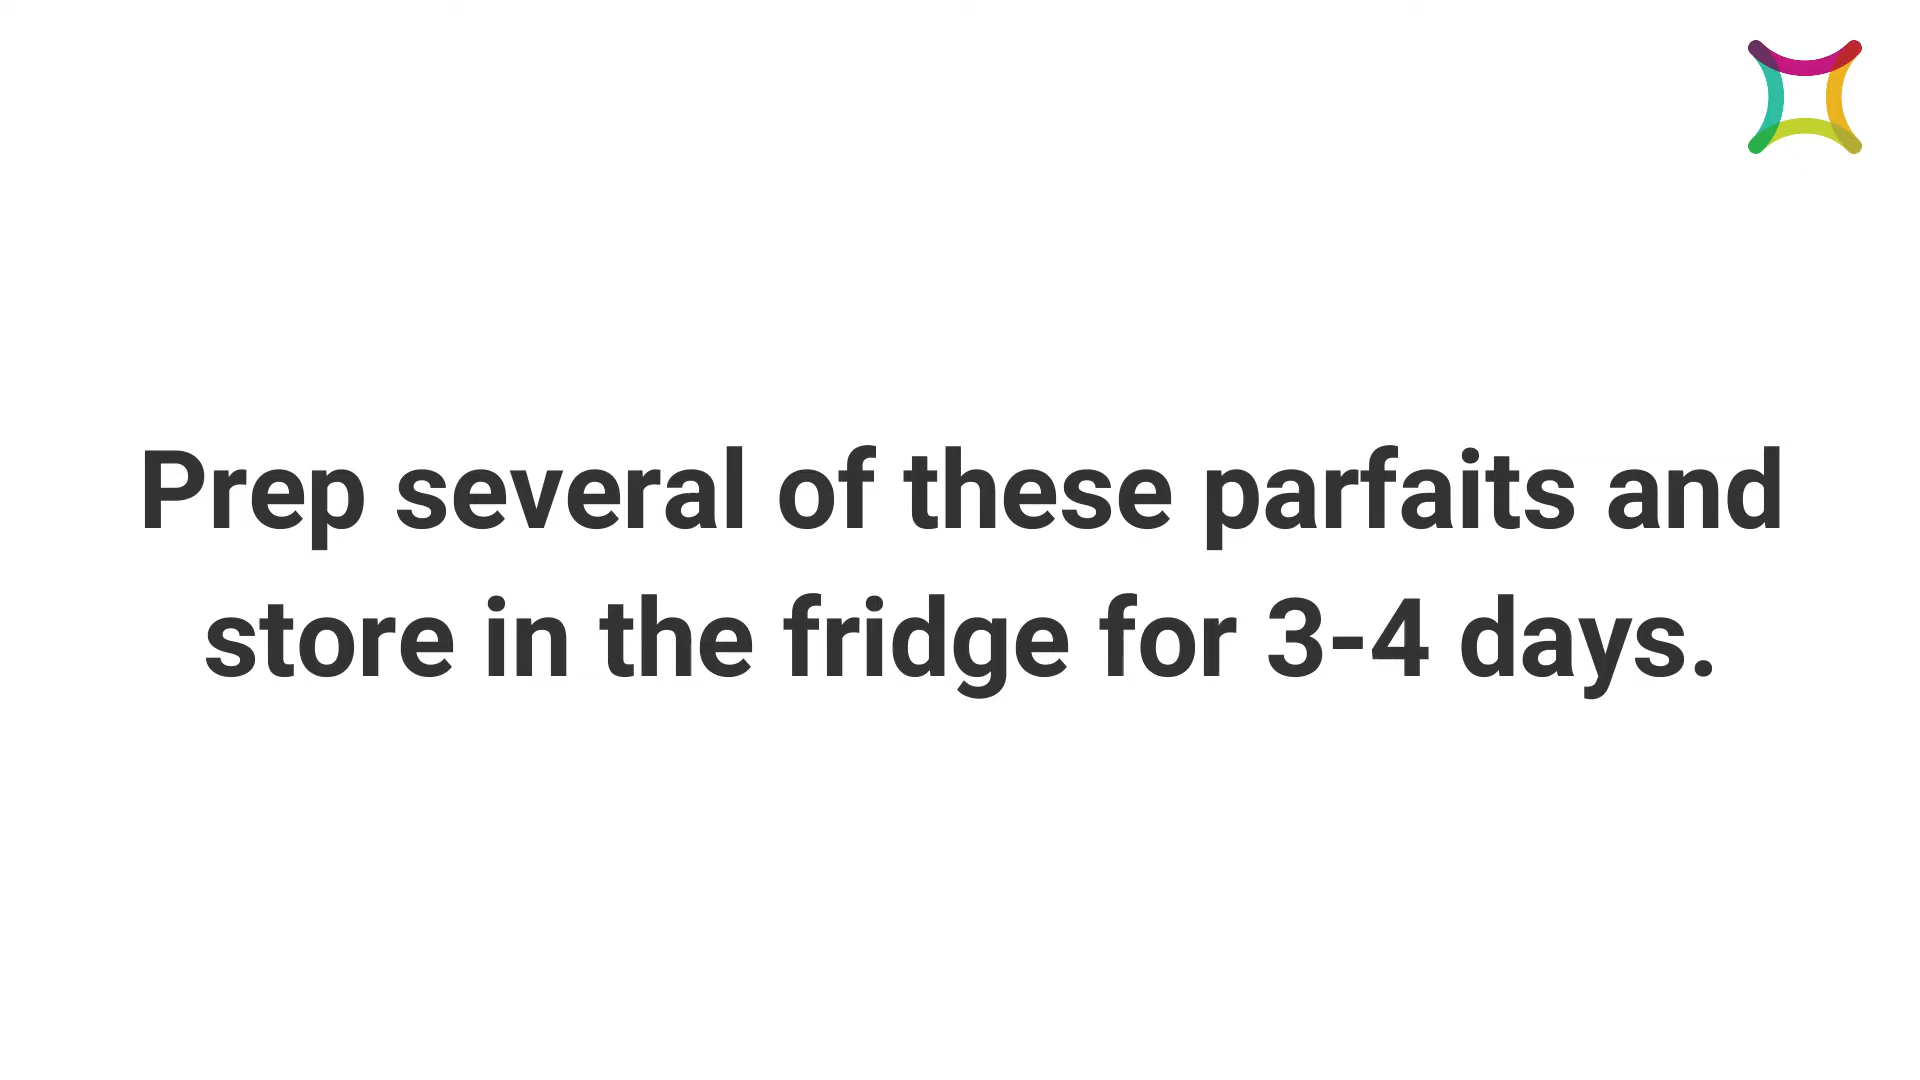 Prep several of these parfaits and
store in the fridge for 3-4 days.